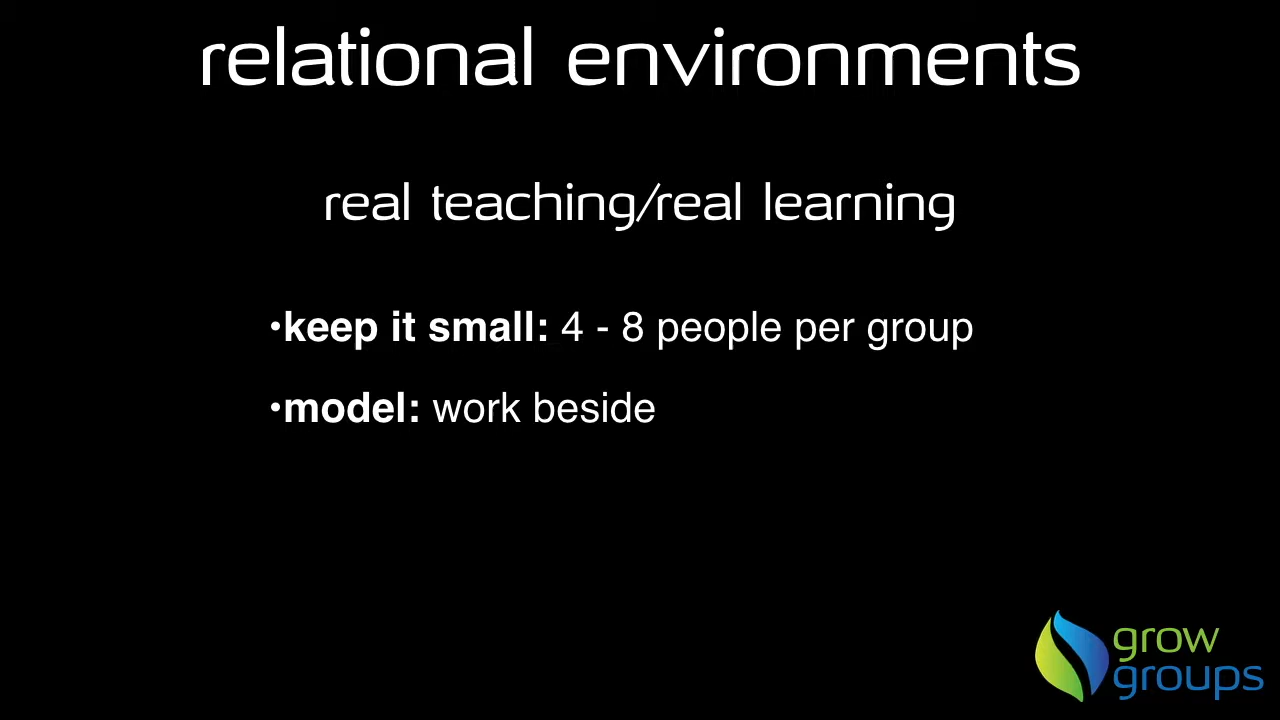 relational environments
real teaching/real learning
•keep it small: 4 - 8 people per group
•model: work beside
grow
groups